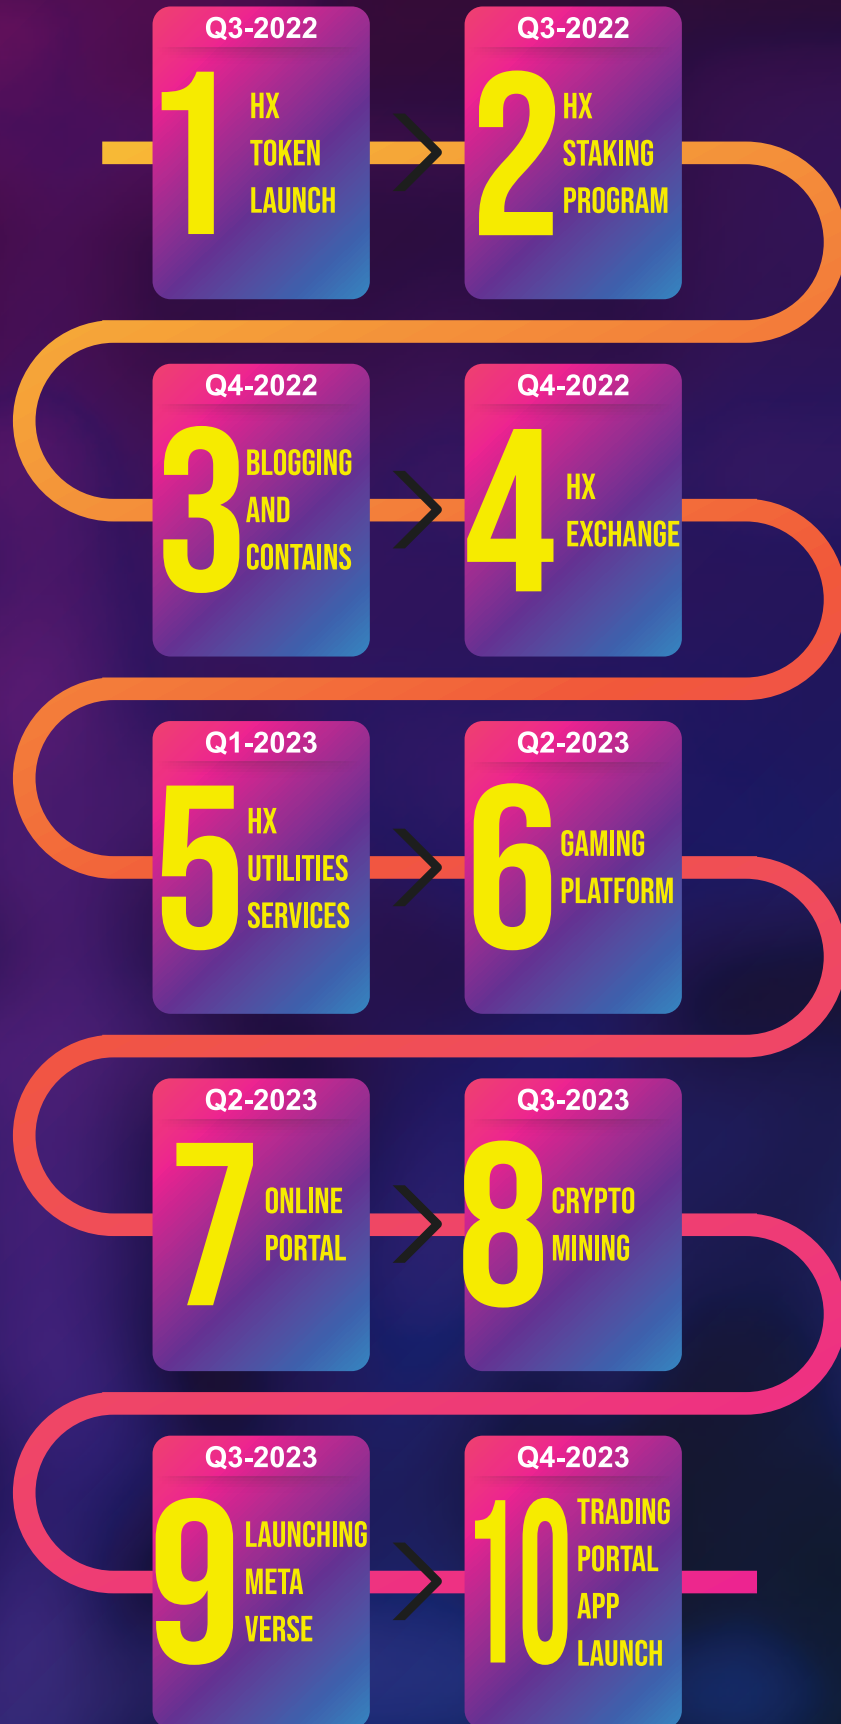 Q3-2022
1
HX
TOKEN
LAUNCH
Q3-2022
2
HX
STAKING
PROGRAM
Q4-2022
3
BLOGGING
AND
CONTAINS
Q4-2022
4
HX
EXCHANGE
Q1-2023
5
HX
UTILITIES
SERVICES
Q2-2023
6
GAMING
PLATFORM
Q2-2023
7
ONLINE
PORTAL
Q3-2023
8
CRYPTO
MINING
Q3-2023
9
LAUNCHING
META
VERSE
Q4-2023
10
TRADING
PORTAL
APP
LAUNCH